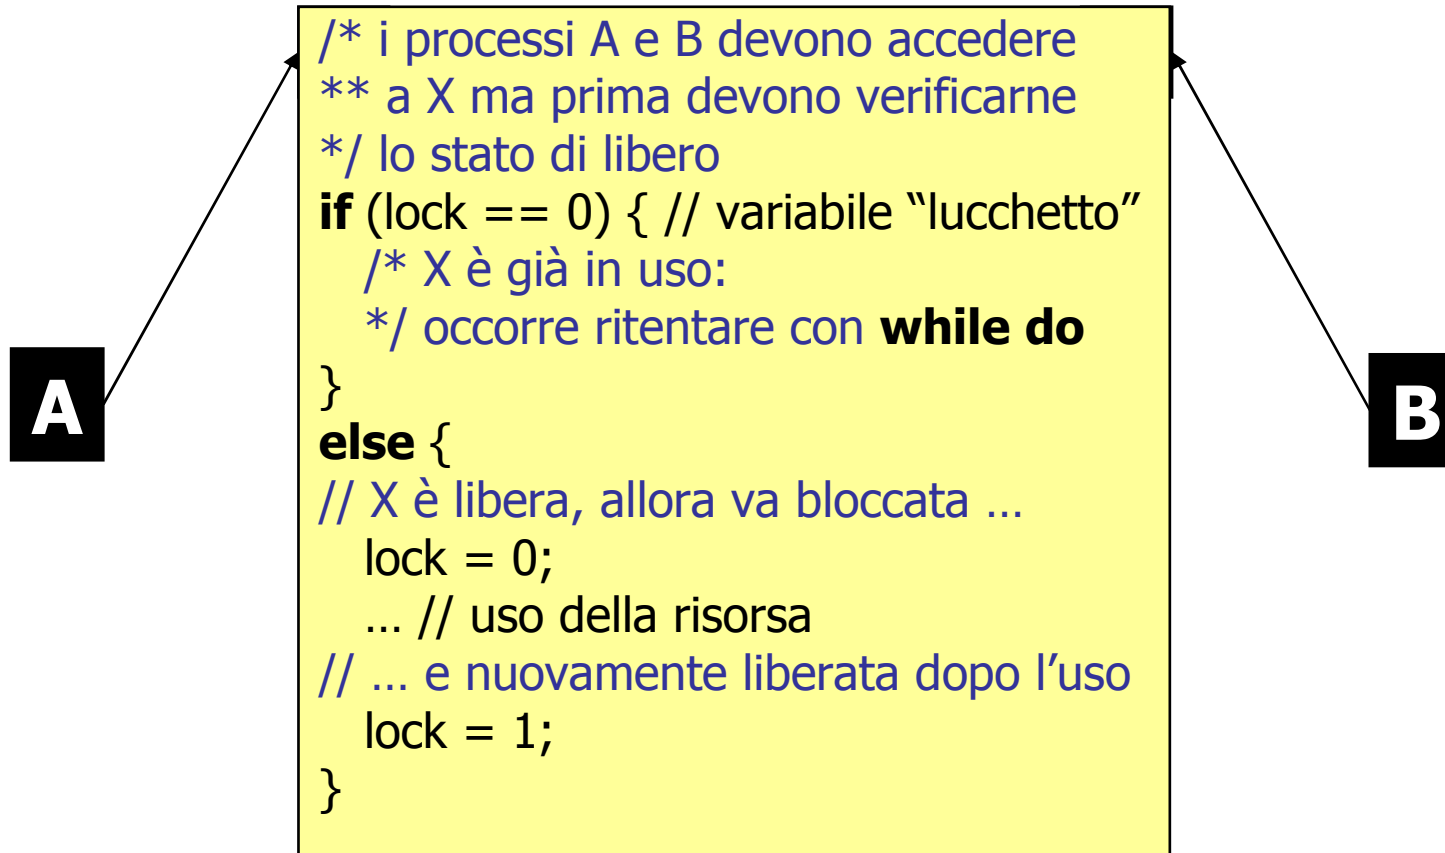 /* i processi A e B devono accedere
** a X ma prima devono verificarne
*/ lo stato di libero
if (lock == 0) { // variabile “lucchetto”
/* X è già in uso:
*/ occorre ritentare con while do
}
else {
// X è libera, allora va bloccata …
lock = 0;
… // uso della risorsa
// … e nuovamente liberata dopo l’uso
lock = 1;
}
A
B